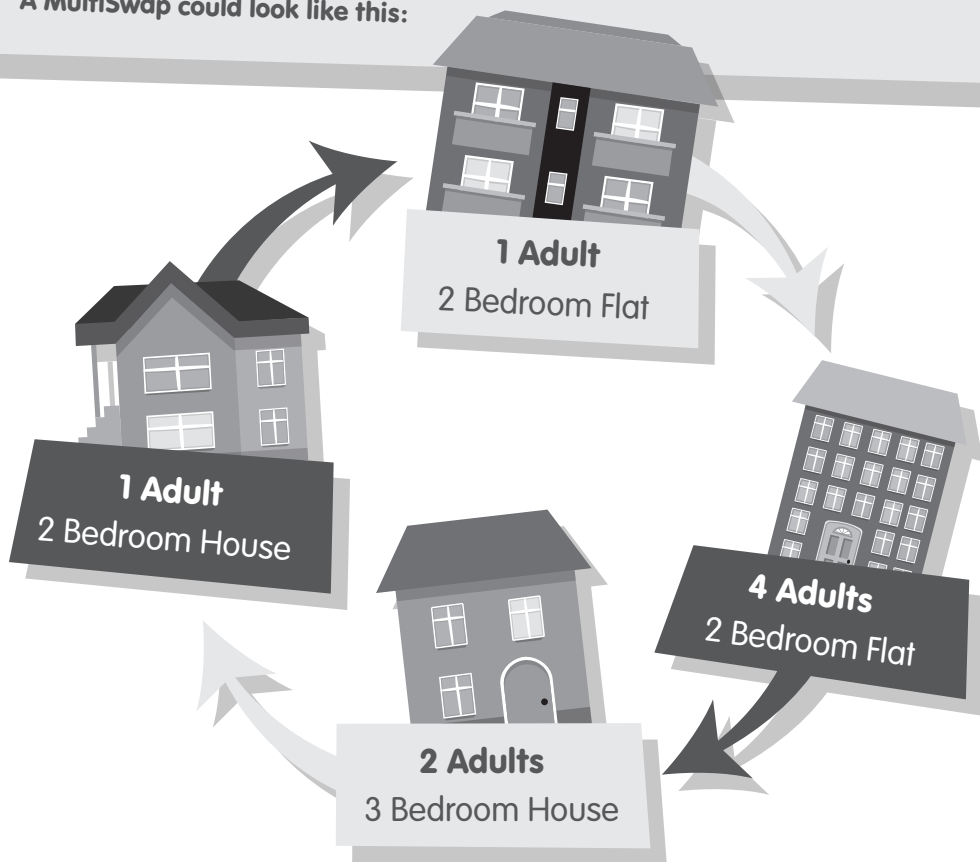 A MultiSwap could look like this:
1 Adult
2 Bedroom Flat
1 Adult
2 Bedroom House
4 Adults
2 Bedroom Flat
2 Adults
3 Bedroom House